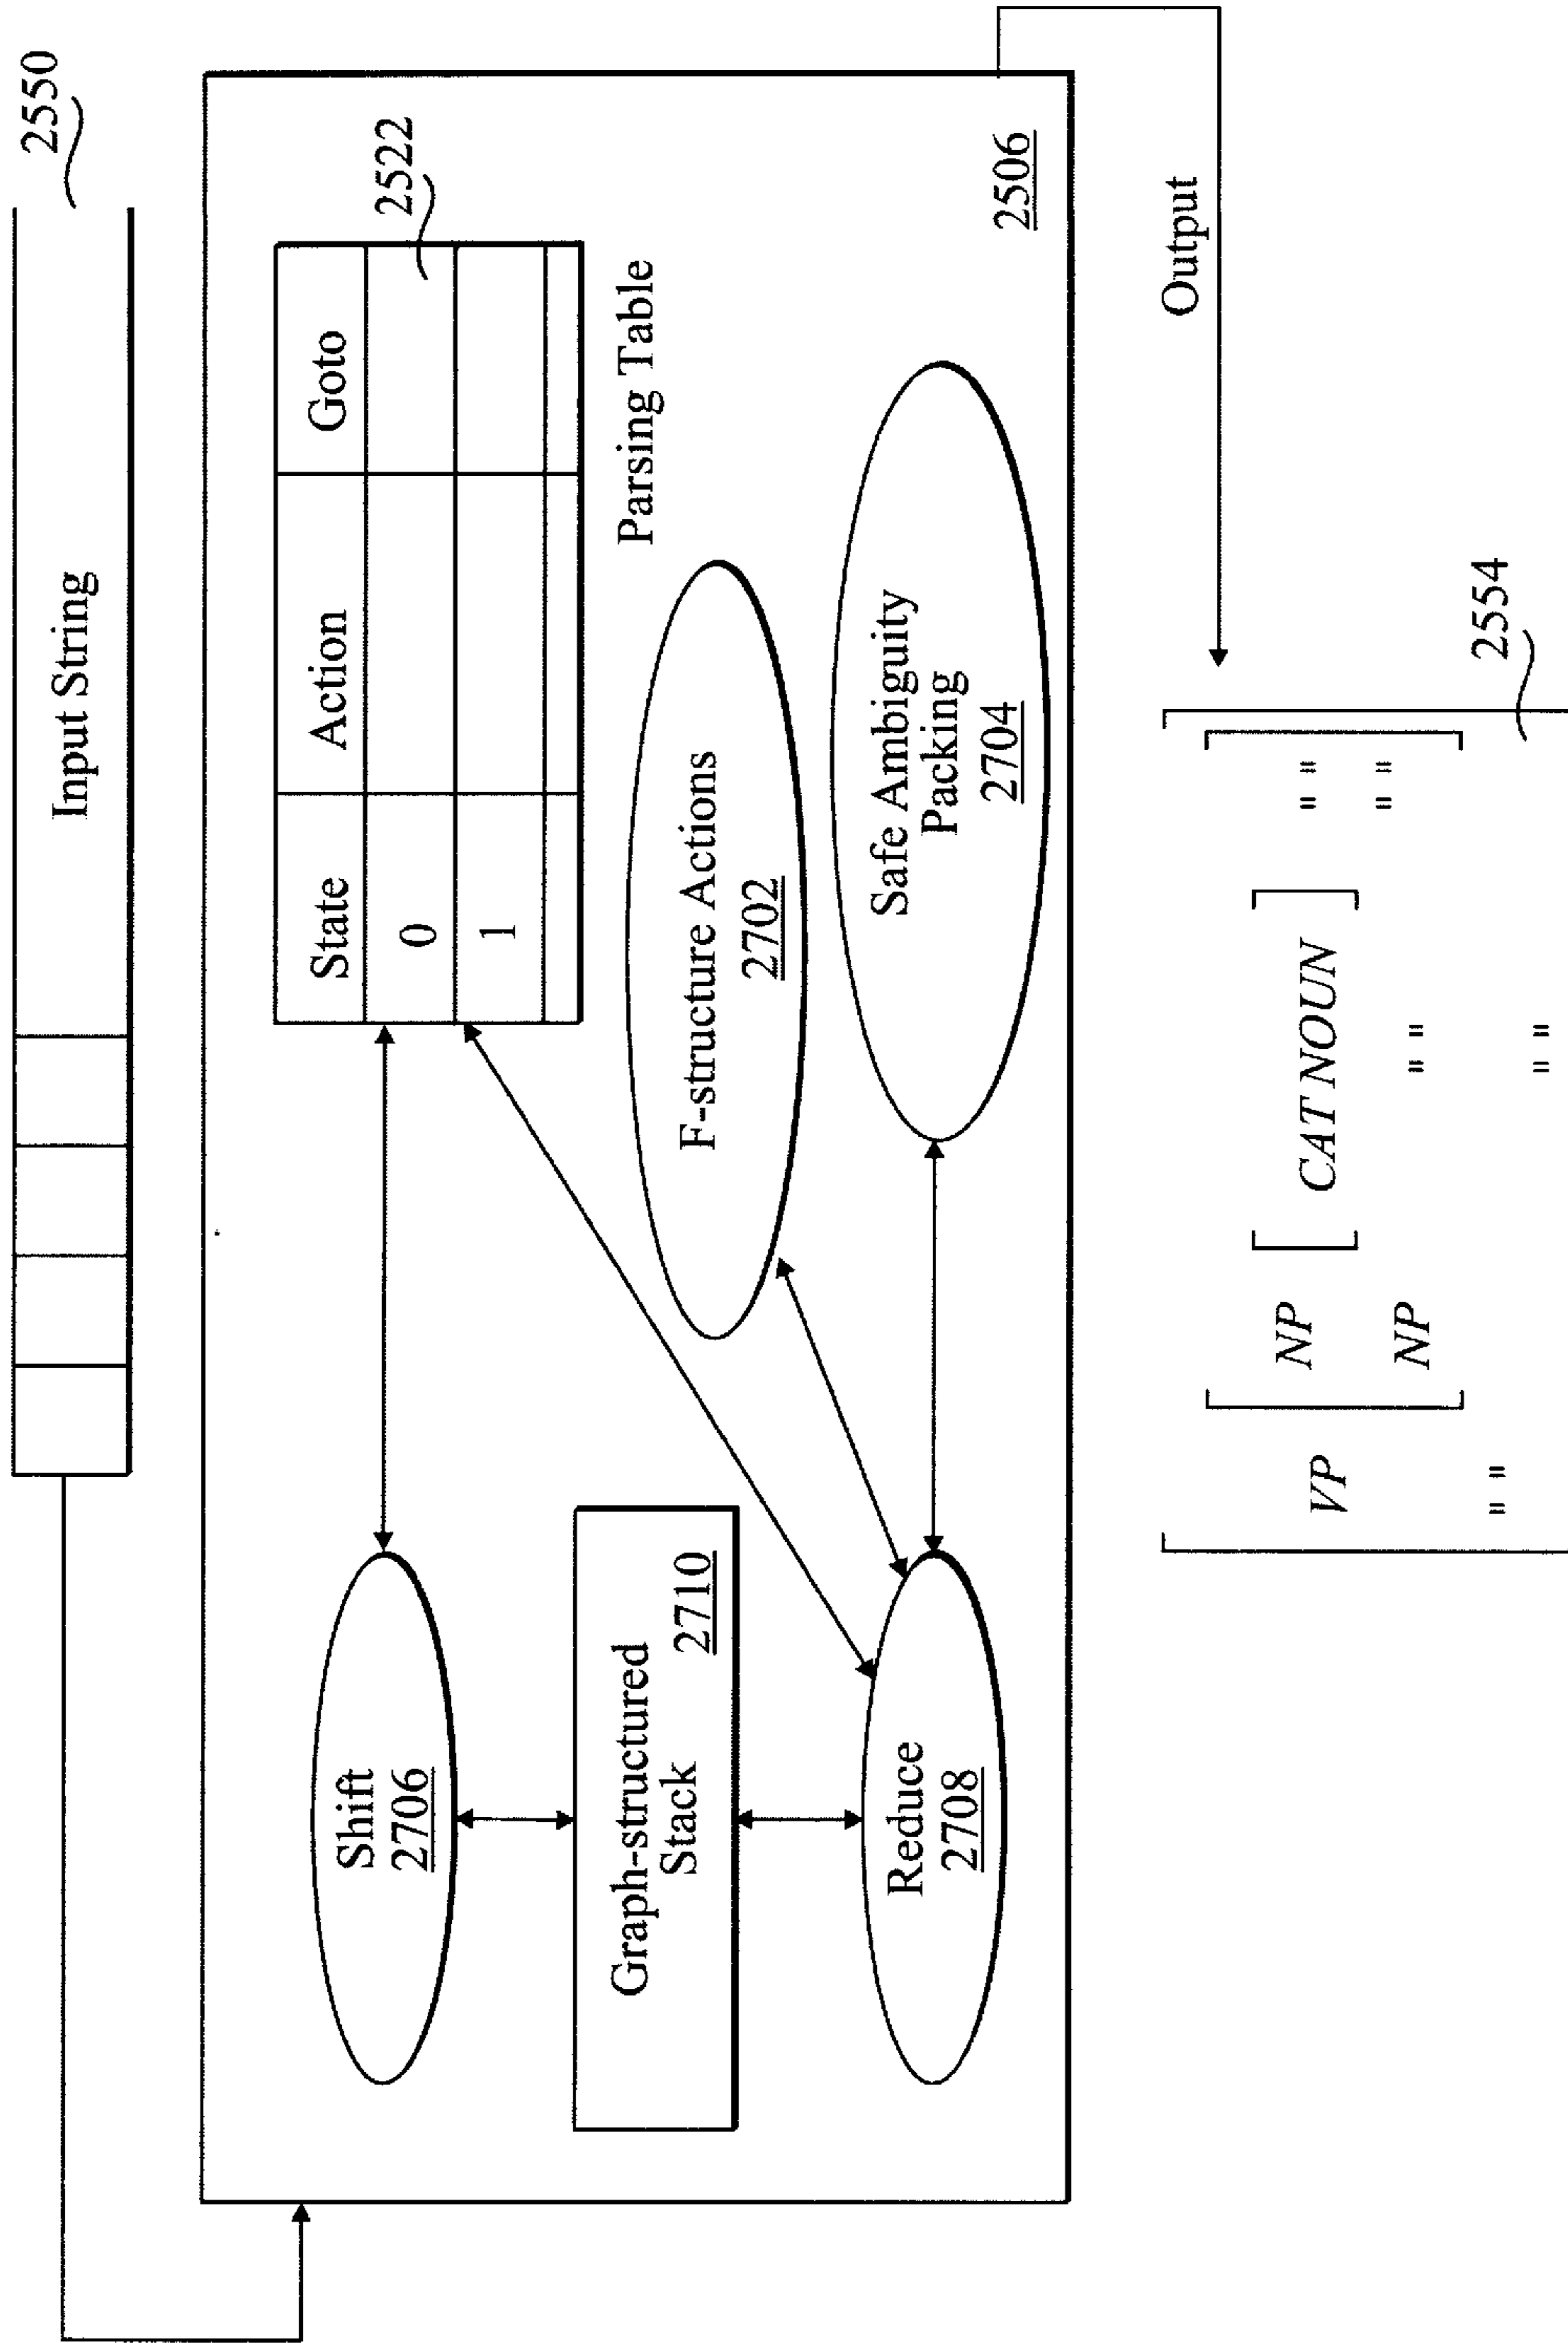 Input String
2550
State Action Goto
0
1
2522
Parsing Table
Shift
2706
Graph-structured
Stack 2710
Reduce
2708
F-structure Actions
2702
Safe Ambiguity
Packing
2704
2506
Output
VP [ NP [ CAT NOUN ] " "
NP " " " " ]
" " " "
2554